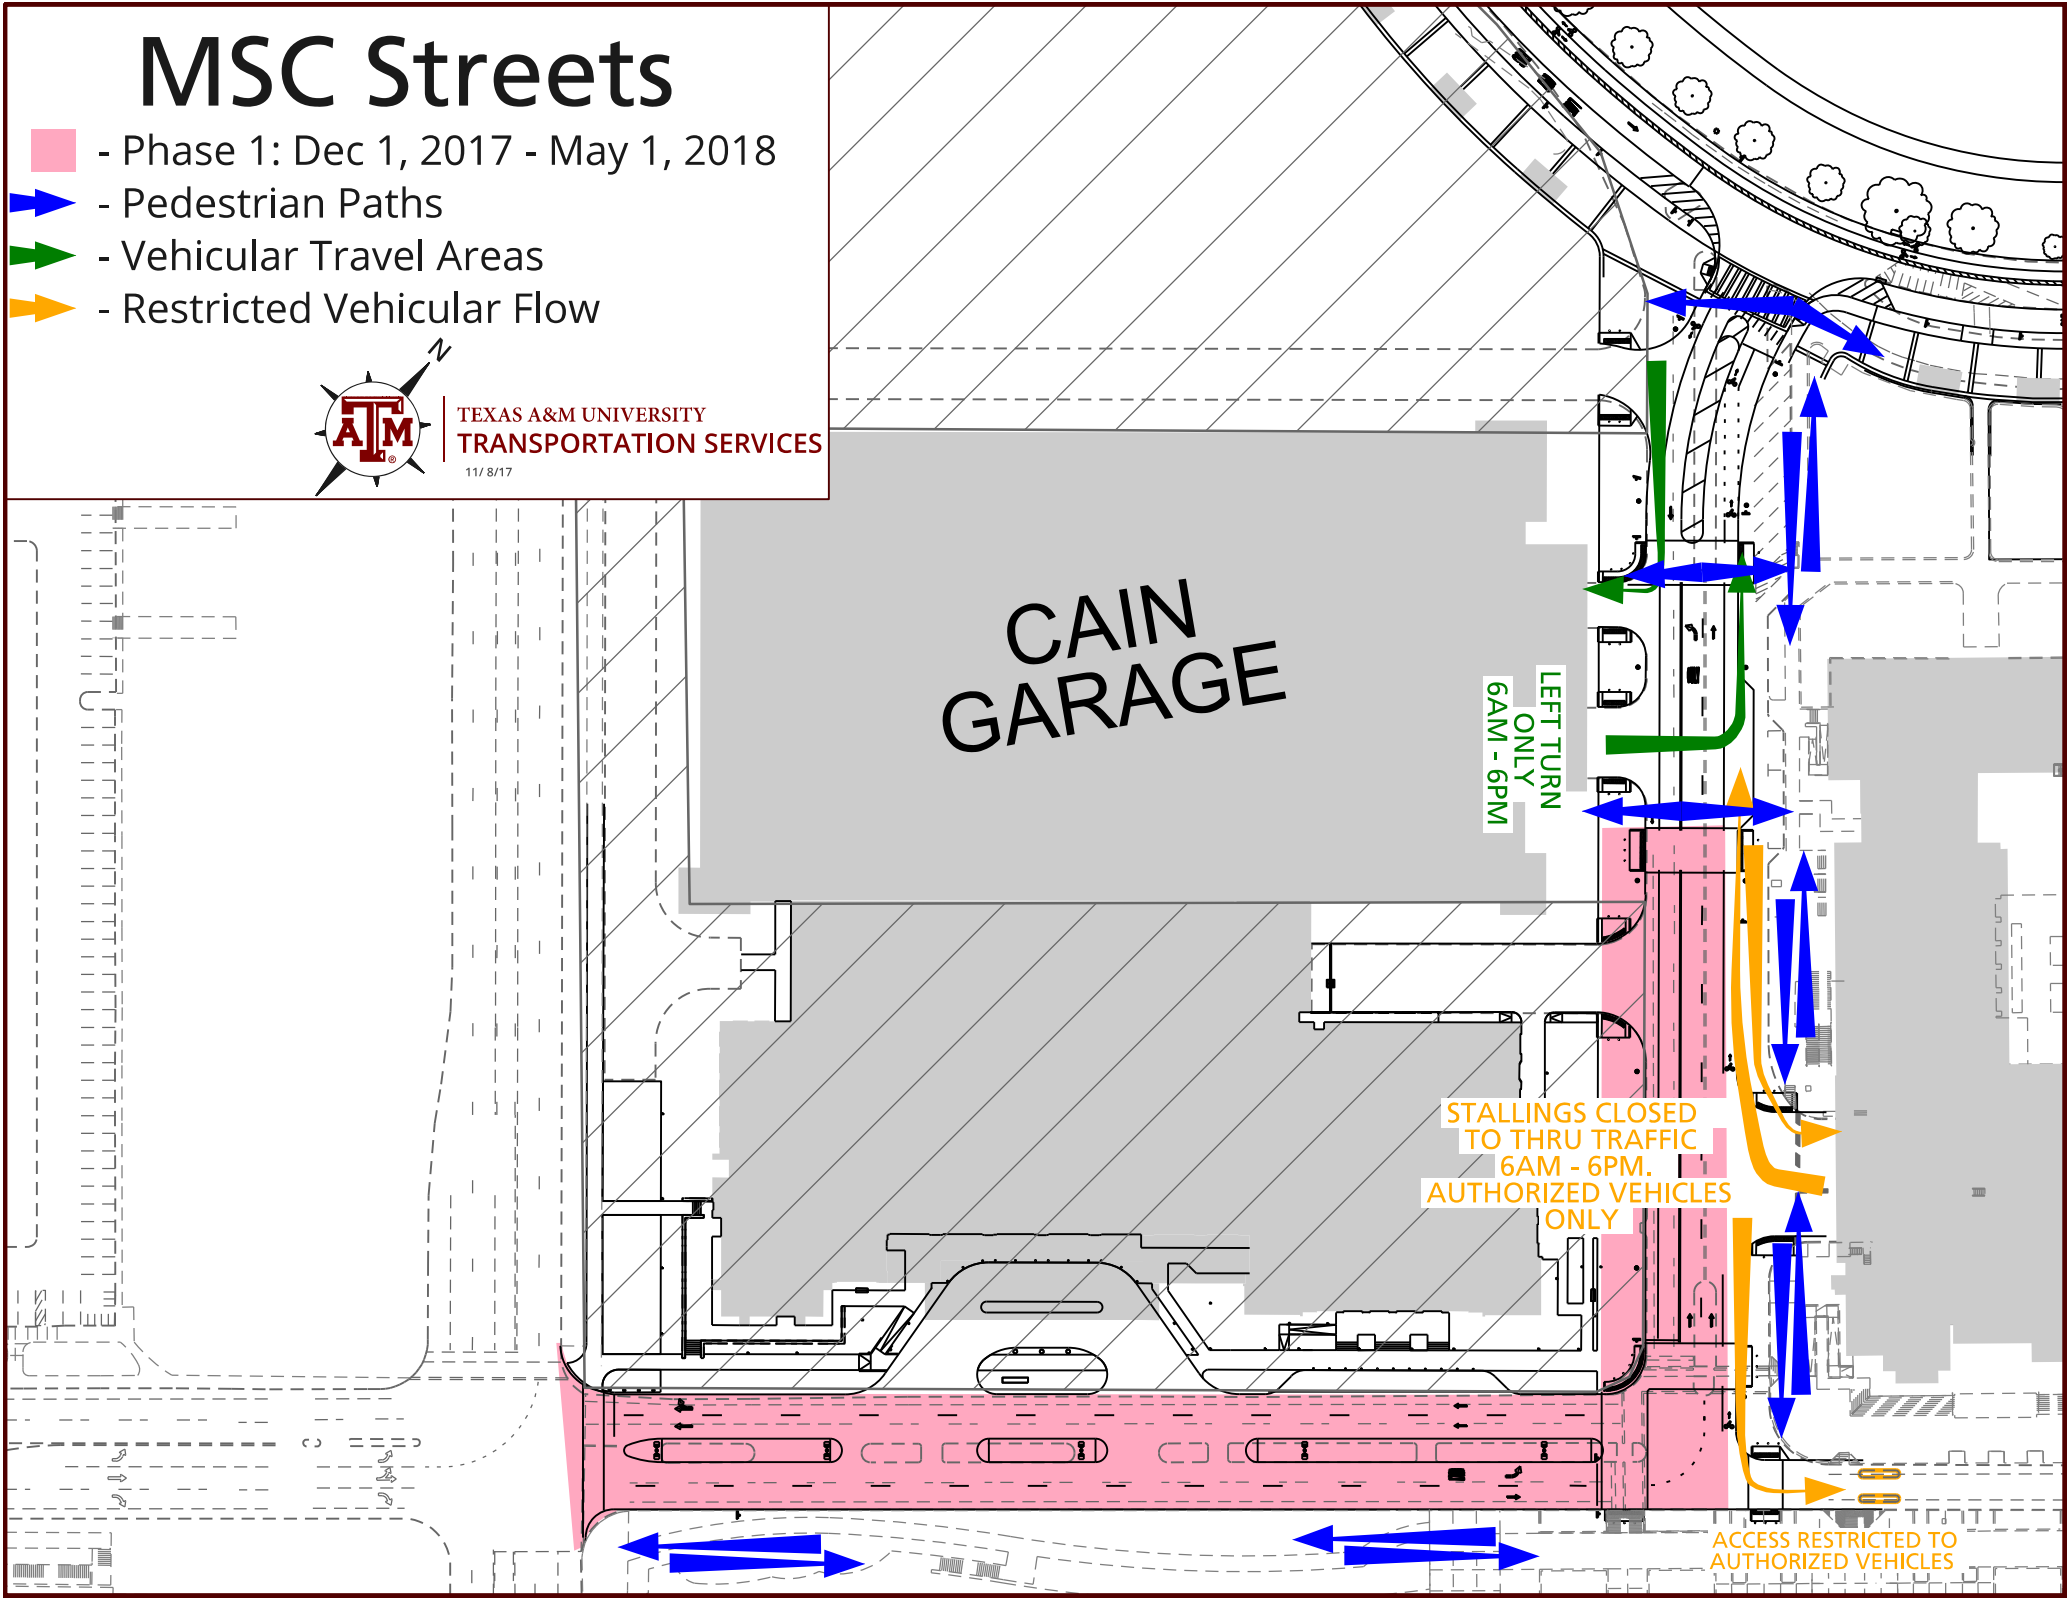 MSC Streets
- Phase 1: Dec 1, 2017 - May 1, 2018
- Pedestrian Paths
- Vehicular Travel Areas
- Restricted Vehicular Flow
N
ATM®
TEXAS A&M UNIVERSITY
TRANSPORTATION SERVICES
11/ 8/17
CAIN
GARAGE
LEFT TURN
ONLY
6AM - 6PM
STALLINGS CLOSED
TO THRU TRAFFIC
6AM - 6PM.
AUTHORIZED VEHICLES
ONLY
ACCESS RESTRICTED TO
AUTHORIZED VEHICLES